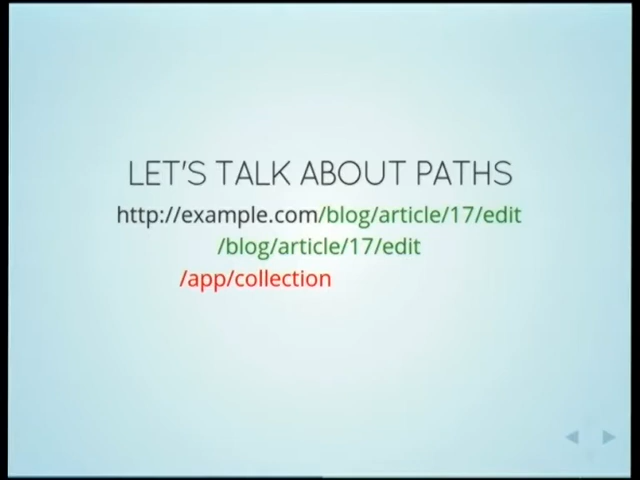 LET'S TALK ABOUT PATHS
http://example.com/blog/article/17/edit
/blog/article/17/edit
/app/collection